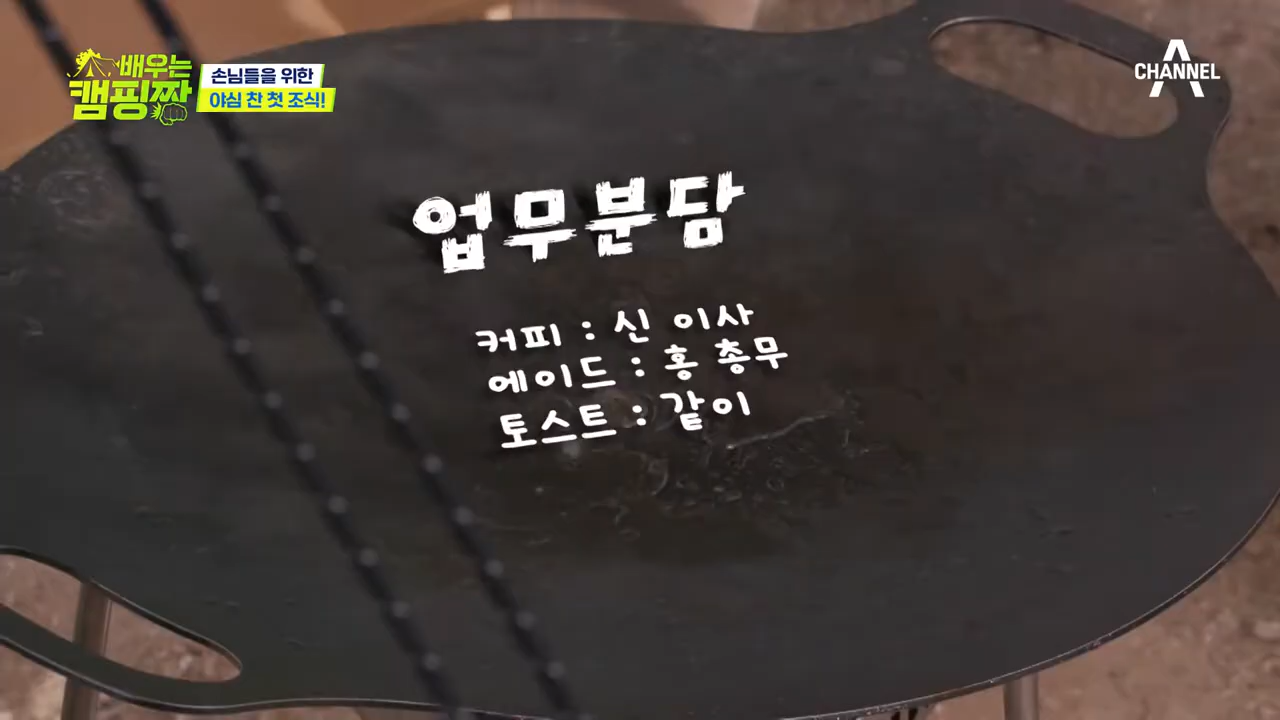 배우는
캠핑짱
손님들을 위한
야심 찬 첫 조식!
CHANNEL A
업무분담
커피 : 신 이사
에이드 : 홍 총무
토스트 : 같이